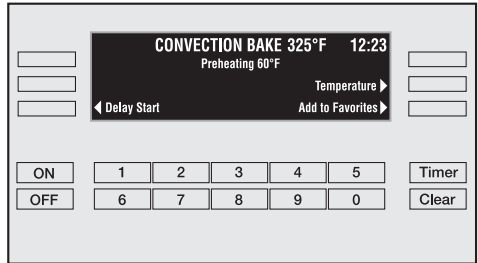 CONVECTION BAKE 325°F 12:23
Preheating 60°F
Temperature
Delay Start Add to Favorites
ON 1 2 3 4 5 Timer
OFF 6 7 8 9 0 Clear